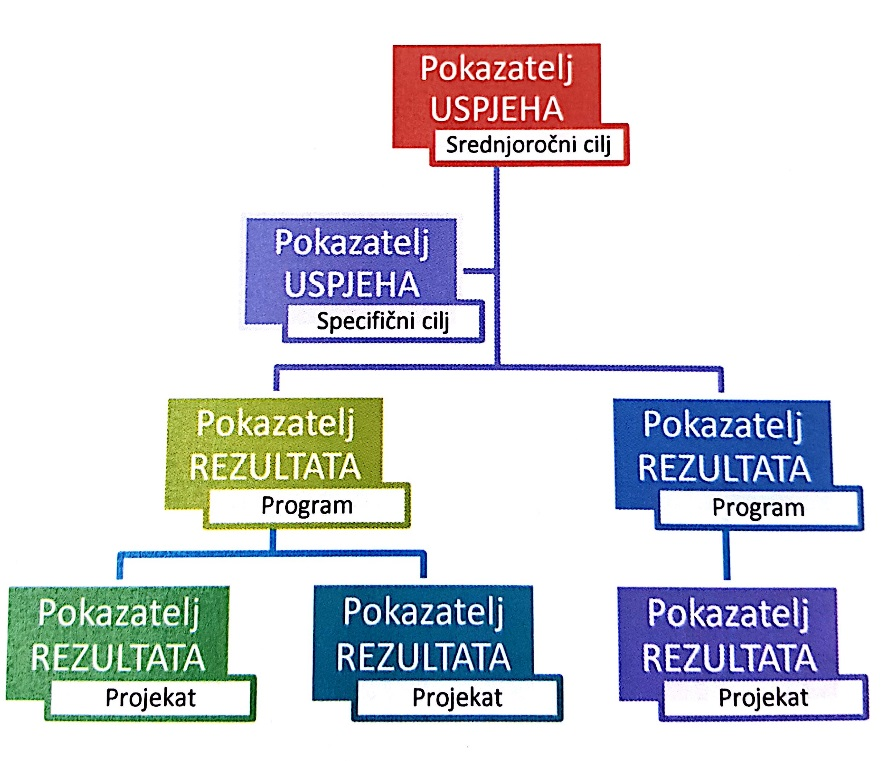 Pokazatelj
USPJEHA
Srednjoročni cilj
Pokazatelj
USPJEHA
Specifični cilj
Pokazatelj
REZULTATA
Program
Pokazatelj
REZULTATA
Program
Pokazatelj
REZULTATA
Projekat
Pokazatelj
REZULTATA
Projekat
Pokazatelj
REZULTATA
Projekat